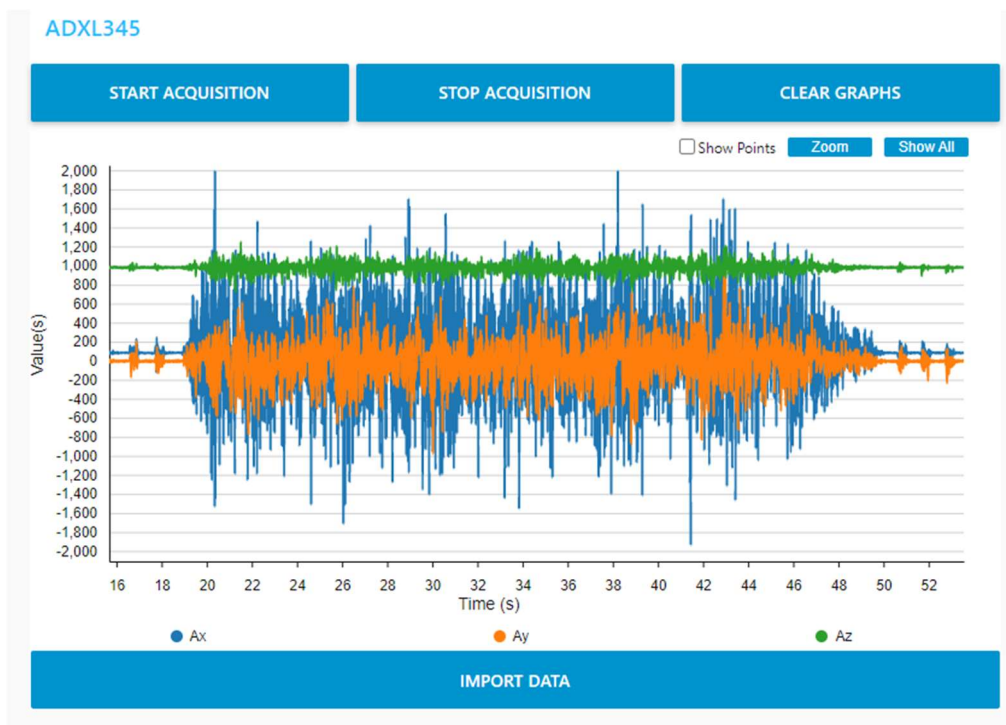 ADXL345
START ACQUISITION STOP ACQUISITION CLEAR GRAPHS
Show Points Zoom Show All
2,000
1,800
1,600
1,400
1,200
1,000
800
600
400
200
0
-200
-400
-600
-800
-1,000
-1,200
-1,400
-1,600
-1,800
-2,000
Value(s)
16 18 20 22 24 26 28 30 32 34 36 38 40 42 44 46 48 50 52
Time (s)
Ax Ay Az
IMPORT DATA